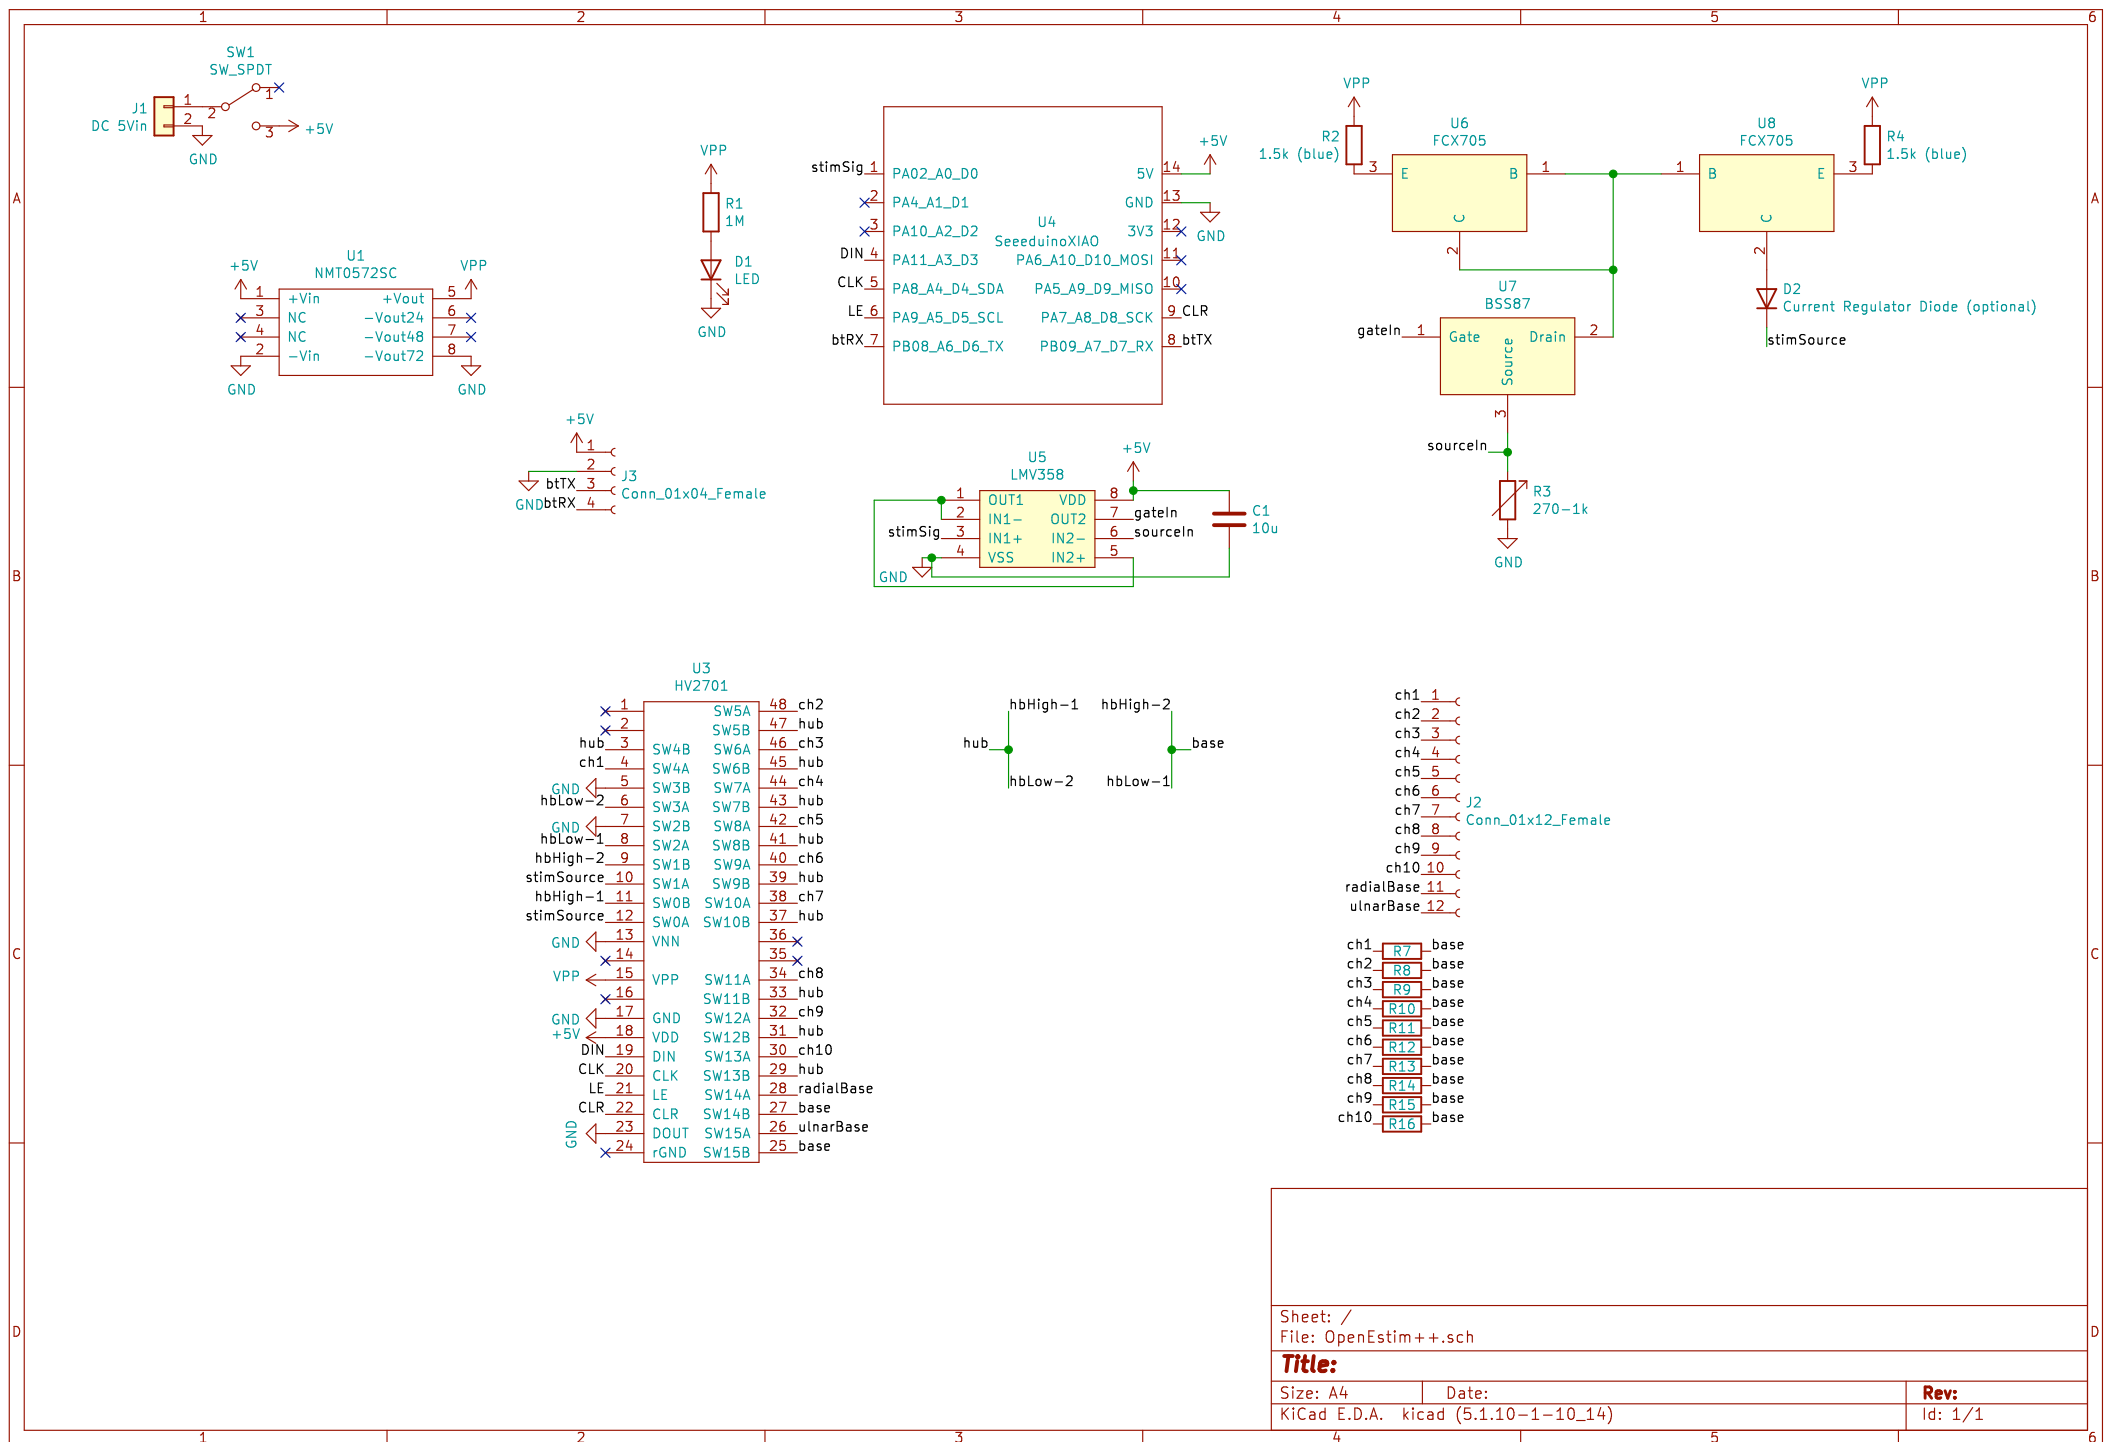 1 2 3 4 5 6
A
B
C
D
SW1
SW_SPDT
J1
DC 5Vin
1
2
2
1
3
+5V
GND
U1
NMT0572SC
+5V
VPP
1 +Vin +Vout 5
3 NC -Vout24 6
4 NC -Vout48 7
2 -Vin -Vout72 8
GND
GND
VPP
R1
1M
D1
LED
GND
+5V
1
2
btTX 3
btRX 4
GND
J3
Conn_01x04_Female
U4
SeeeduinoXIAO
stimSig 1 PA02_A0_D0
2 PA4_A1_D1
3 PA10_A2_D2
DIN 4 PA11_A3_D3
CLK 5 PA8_A4_D4_SDA
LE 6 PA9_A5_D5_SCL
btRX 7 PB08_A6_D6_TX
5V 14
+5V
GND 13
GND
3V3 12
PA6_A10_D10_MOSI 11
PA5_A9_D9_MISO 10
PA7_A8_D8_SCK 9 CLR
PB09_A7_D7_RX 8 btTX
U5
LMV358
+5V
1 OUT1 VDD 8
2 IN1- OUT2 7 gateIn
stimSig 3 IN1+ IN2- 6 sourceIn
4 VSS IN2+ 5
GND
C1
10u
VPP
R2
1.5k (blue)
U6
FCX705
3 E B 1
C
2
U8
FCX705
1 B E 3
C
2
VPP
R4
1.5k (blue)
D2
Current Regulator Diode (optional)
stimSource
U7
BSS87
gateIn 1 Gate Drain 2
Source
3
sourceIn
R3
270-1k
GND
U3
HV2701
1 SW5A 48 ch2
2 SW5B 47 hub
hub 3 SW4B SW6A 46 ch3
ch1 4 SW4A SW6B 45 hub
GND 5 SW3B SW7A 44 ch4
hbLow-2 6 SW3A SW7B 43 hub
GND 7 SW2B SW8A 42 ch5
hbLow-1 8 SW2A SW8B 41 hub
hbHigh-2 9 SW1B SW9A 40 ch6
stimSource 10 SW1A SW9B 39 hub
hbHigh-1 11 SW0B SW10A 38 ch7
stimSource 12 SW0A SW10B 37 hub
GND 13 VNN 36
14 35
VPP 15 VPP SW11A 34 ch8
16 SW11B 33 hub
GND 17 GND SW12A 32 ch9
+5V 18 VDD SW12B 31 hub
DIN 19 DIN SW13A 30 ch10
CLK 20 CLK SW13B 29 hub
LE 21 LE SW14A 28 radialBase
CLR 22 CLR SW14B 27 base
GND 23 DOUT SW15A 26 ulnarBase
24 rGND SW15B 25 base
hbHigh-1 hbHigh-2
hub base
hbLow-2 hbLow-1
ch1 1
ch2 2
ch3 3
ch4 4
ch5 5
ch6 6
ch7 7
ch8 8
ch9 9
ch10 10
radialBase 11
ulnarBase 12
J2
Conn_01x12_Female
ch1 R7 base
ch2 R8 base
ch3 R9 base
ch4 R10 base
ch5 R11 base
ch6 R12 base
ch7 R13 base
ch8 R14 base
ch9 R15 base
ch10 R16 base
Sheet: /
File: OpenEstim++.sch
Title:
Size: A4 Date: Rev:
KiCad E.D.A. kicad (5.1.10-1-10_14) Id: 1/1
A
B
C
D
1 2 3 4 5 6